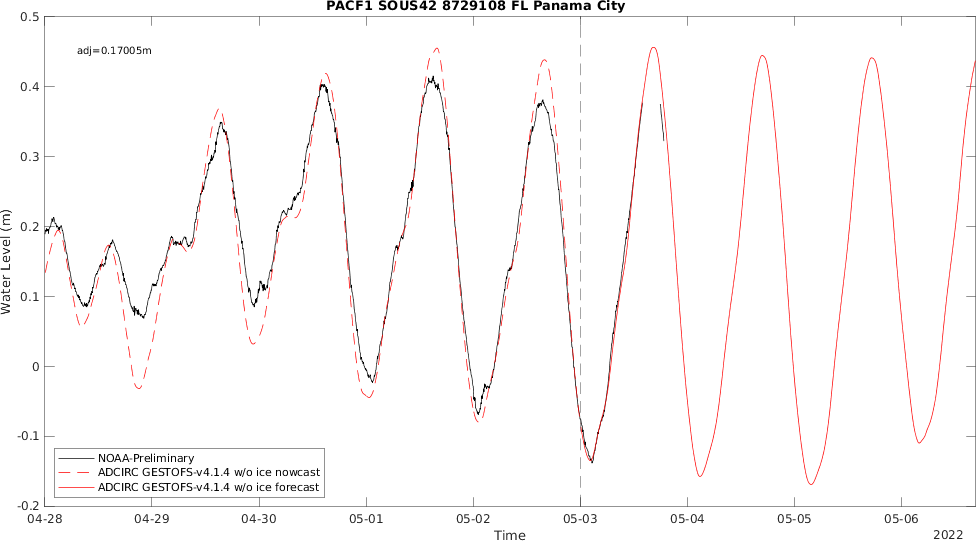 PACF1 SOUS42 8729108 FL Panama City
adj=0.17005m
Water Level (m)
0.5
0.4
0.3
0.2
0.1
0
-0.1
-0.2
NOAA-Preliminary
ADCIRC GESTOFS-v4.1.4 w/o ice nowcast
ADCIRC GESTOFS-v4.1.4 w/o ice forecast
04-28 04-29 04-30 05-01 05-02 05-03 05-04 05-05 05-06
Time
2022